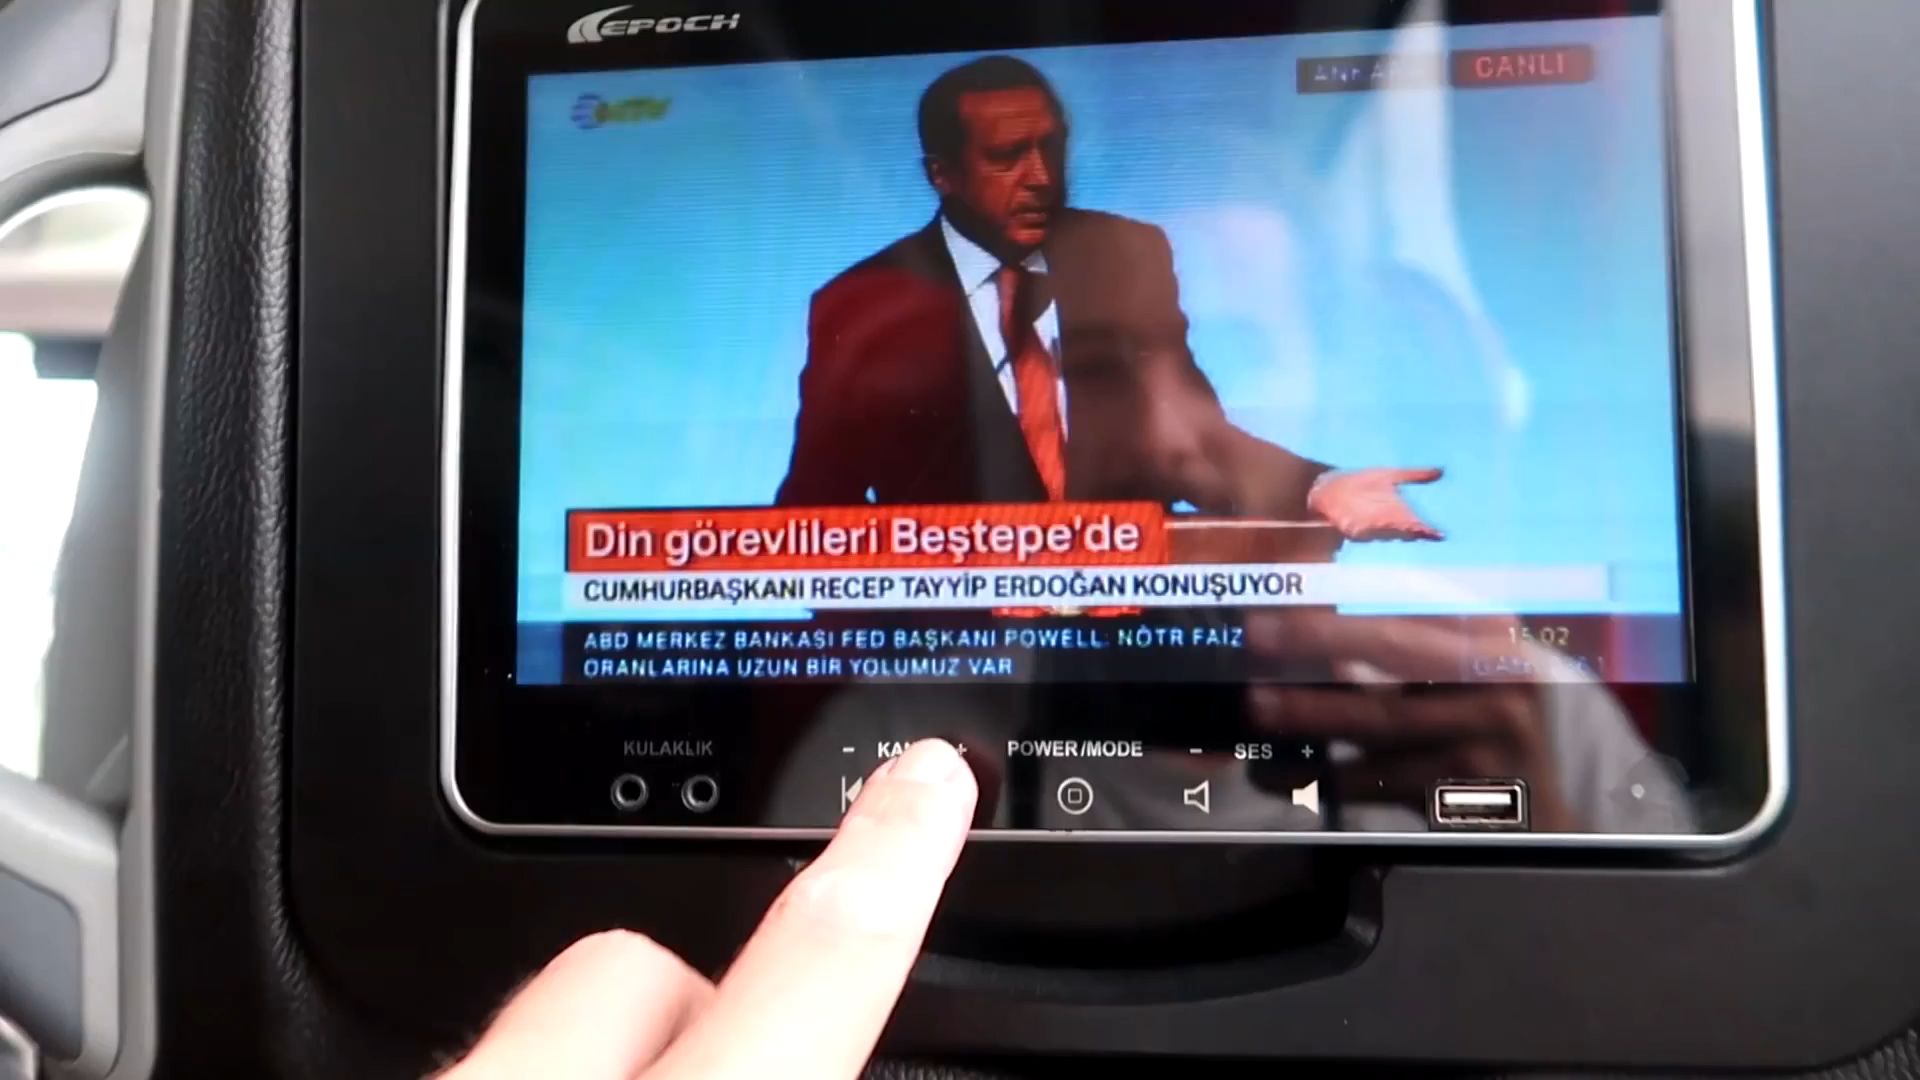 EPOCH
NTV
CANLI
Din görevlileri Beştepe'de
CUMHURBAŞKANI RECEP TAYYİP ERDOĞAN KONUŞUYOR
ABD MERKEZ BANKASI FED BAŞKANI POWELL: NÖTR FAİZ
ORANLARINA UZUN BİR YOLUMUZ VAR
15:02
KULAKLIK
- + POWER/MODE - SES +